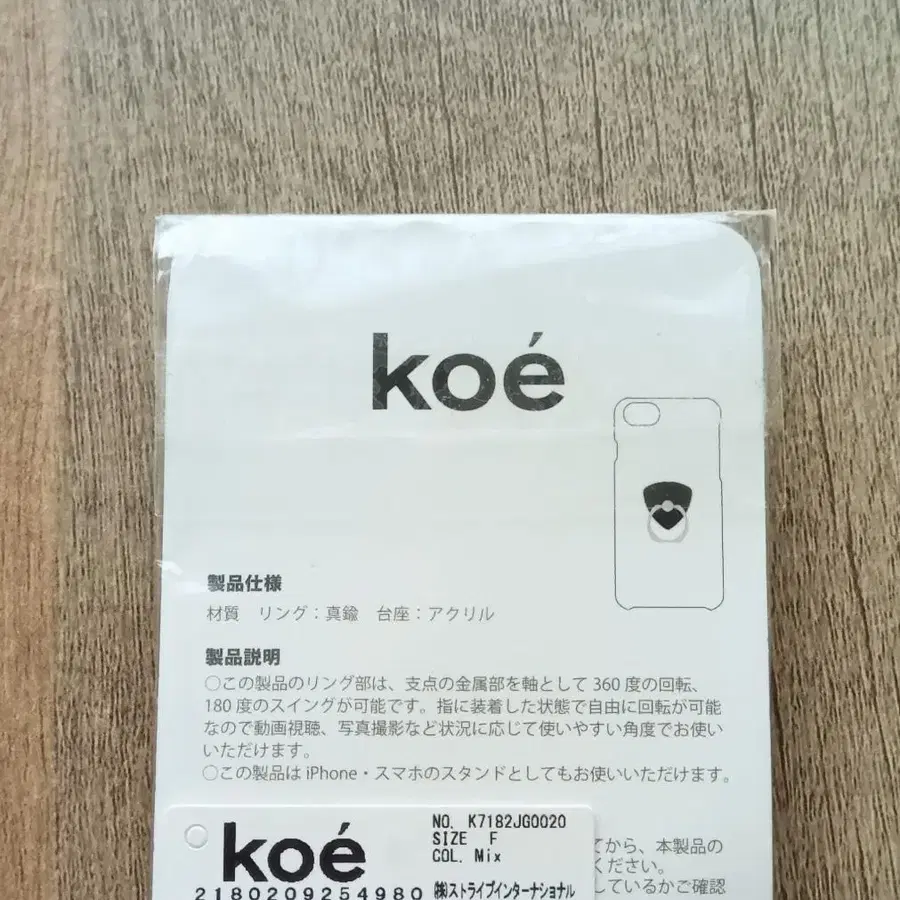 koé
製品仕様
材質 リング：真鍮 台座：アクリル
製品説明
○この製品のリング部は、支点の金属部を軸として 360 度の回転、
180 度のスイングが可能です。指に装着した状態で自由に回転が可能
なので動画視聴、写真撮影など状況に応じて使いやすい角度でお使い
いただけます。
○この製品は iPhone・スマホのスタンドとしてもお使いいただけます。
てから、本製品の
ください。
しているかご確認
koé
NO. K7182JG0020
SIZE F
COL. Mix
2180209254980 ㈱ストライプインターナショナル